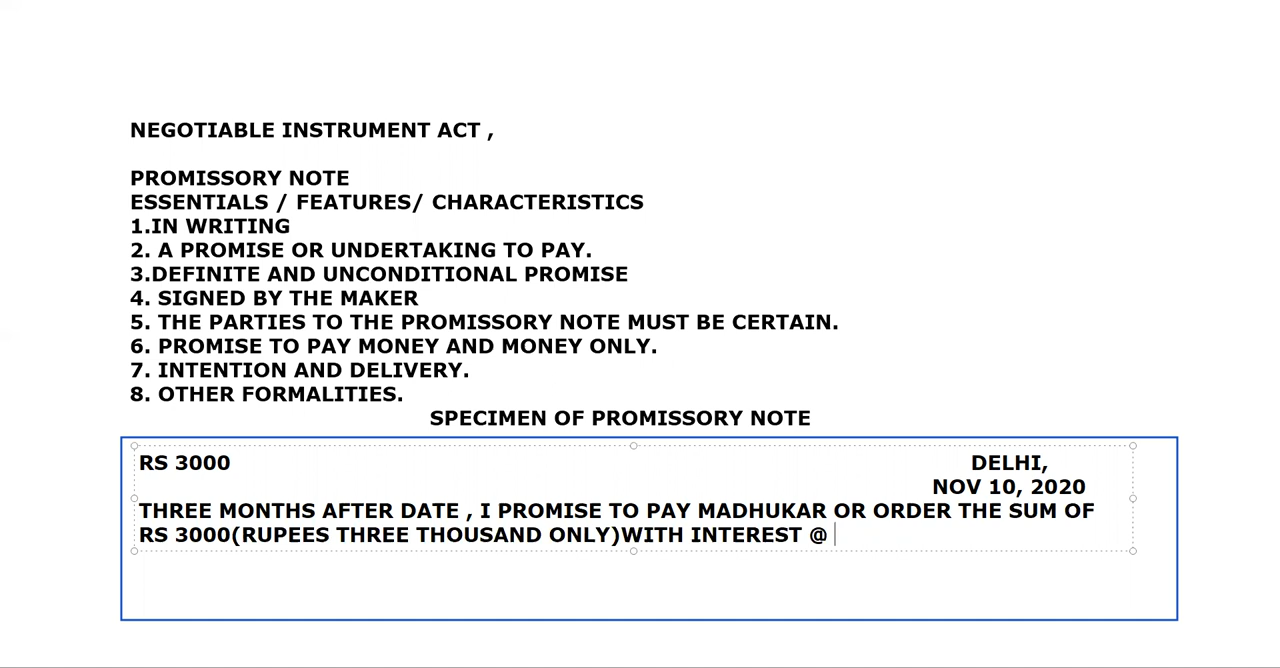 NEGOTIABLE INSTRUMENT ACT ,
PROMISSORY NOTE
ESSENTIALS / FEATURES/ CHARACTERISTICS
1.IN WRITING
2. A PROMISE OR UNDERTAKING TO PAY.
3.DEFINITE AND UNCONDITIONAL PROMISE
4. SIGNED BY THE MAKER
5. THE PARTIES TO THE PROMISSORY NOTE MUST BE CERTAIN.
6. PROMISE TO PAY MONEY AND MONEY ONLY.
7. INTENTION AND DELIVERY.
8. OTHER FORMALITIES.
SPECIMEN OF PROMISSORY NOTE
RS 3000 DELHI,
NOV 10, 2020
THREE MONTHS AFTER DATE , I PROMISE TO PAY MADHUKAR OR ORDER THE SUM OF
RS 3000(RUPEES THREE THOUSAND ONLY)WITH INTEREST @